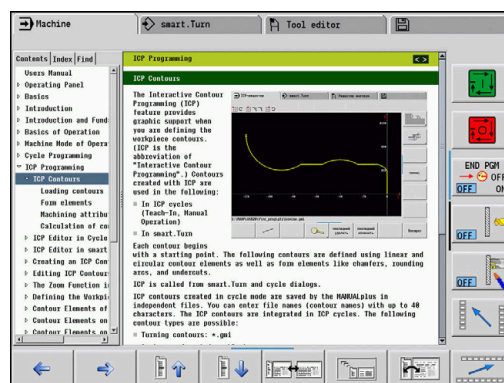 Machine
smart.Turn
Tool editor
Contents Index Find
ICP Programming
ICP Contours
Users Manual
Operating Panel
Basics
Introduction
Introduction and Fund
Basics of Operation
Machine Mode of Opera
Cycle Programming
ICP Programming
ICP Contours
Loading contours
Form elements
Machining attribu
Calculation of co
ICP Editor in Cycle
ICP Editor in smart
Creating an ICP Con
Editing ICP Contour
The Zoom Function i
Defining the Workpi
Contour Elements of
Contour Elements on
Contour Elements on
The Interactive Contour
Programming (ICP)
feature provides
graphic support when
you are defining the
workpiece contours.
(ICP is the
abbreviation of
"Interactive Contour
Programming".) Contours
created with ICP are
used in the following:
In ICP cycles
(Teach-In, Manual
Operation)
In smart.Turn
Each contour begins
with a starting point. The following contours are defined using linear and
circular contour elements as well as form elements like chamfers, rounding
arcs, and undercuts.
ICP is called from smart.Turn and cycle dialogs.
ICP contours created in cycle mode are saved by the MANUALplus in
independent files. You can enter file names (contour names) with up to 40
characters. The ICP contours are integrated in ICP cycles. The following
contour types are possible:
Turning contours: *.gmi
END PGM
OFF
OFF ON
OFF
OFF